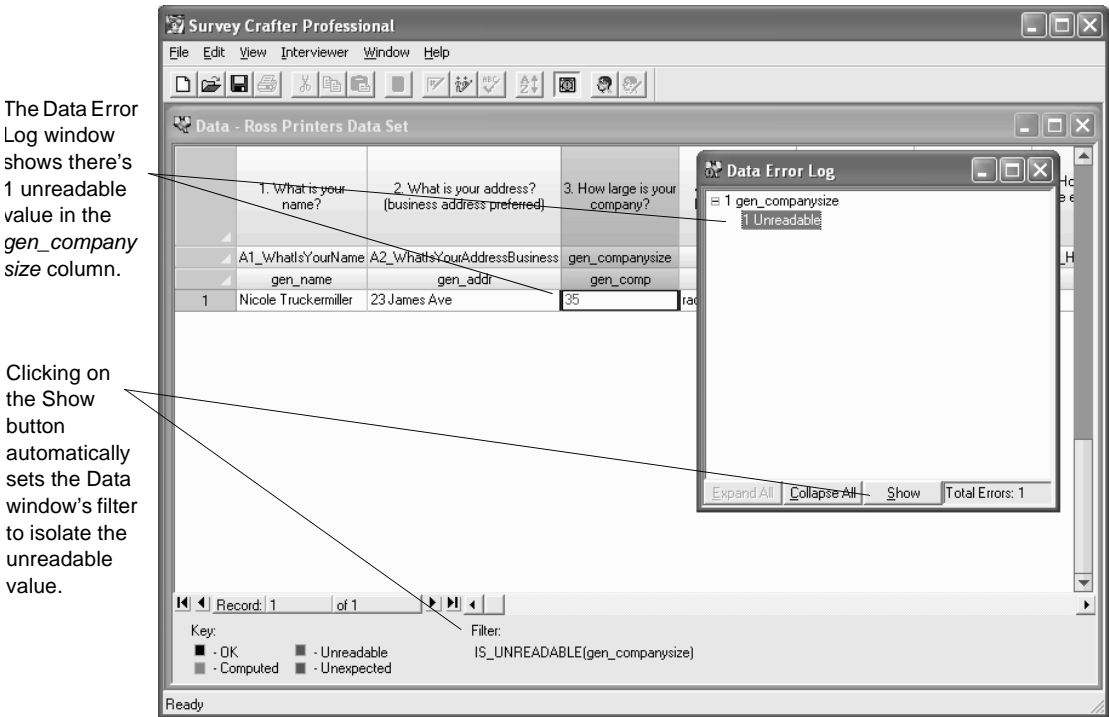 Survey Crafter Professional
File Edit View Interviewer Window Help
The Data Error
Log window
shows there's
1 unreadable
value in the
gen_company
size column.
Data - Ross Printers Data Set
1. What is your
name?
2. What is your address?
(business address preferred)
3. How large is your
company?
A1_WhatIsYourName A2_WhatIsYourAddressBusiness gen_companysize
gen_name gen_addr gen_comp
1 Nicole Truckermiller 23 James Ave 35
Data Error Log
1 gen_companysize
1 Unreadable
Expand All Collapse All Show Total Errors: 1
Clicking on
the Show
button
automatically
sets the Data
window's filter
to isolate the
unreadable
value.
Record: 1 of 1
Key:
- OK - Unreadable
- Computed - Unexpected
Filter:
IS_UNREADABLE(gen_companysize)
Ready